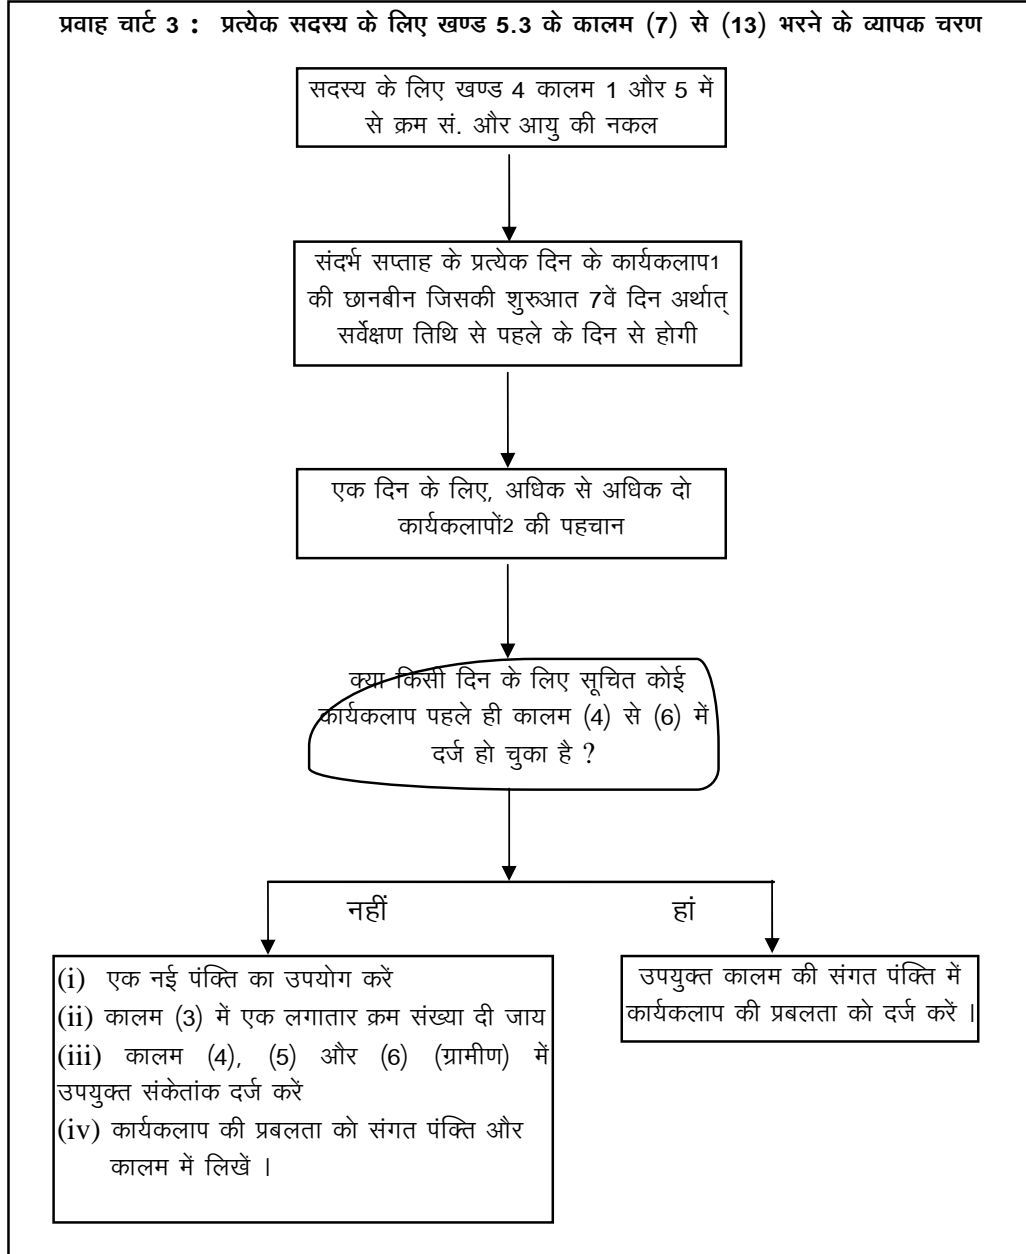 प्रवाह चार्ट 3 : प्रत्येक सदस्य के लिए खण्ड 5.3 के कालम (7) से (13) भरने के व्यापक चरण
सदस्य के लिए खण्ड 4 कालम 1 और 5 में
से क्रम सं. और आयु की नकल
संदर्भ सप्ताह के प्रत्येक दिन के कार्यकलाप1
की छानबीन जिसकी शुरुआत 7वें दिन अर्थात्
सर्वेक्षण तिथि से पहले के दिन से होगी
एक दिन के लिए, अधिक से अधिक दो
कार्यकलापों2 की पहचान
क्या किसी दिन के लिए सूचित कोई
कार्यकलाप पहले ही कालम (4) से (6) में
दर्ज हो चुका है ?
नहीं
हां
(i) एक नई पंक्ति का उपयोग करें
(ii) कालम (3) में एक लगातार क्रम संख्या दी जाय
(iii) कालम (4), (5) और (6) (ग्रामीण) में
उपयुक्त संकेतांक दर्ज करें
(iv) कार्यकलाप की प्रबलता को संगत पंक्ति और
कालम में लिखें ।
उपयुक्त कालम की संगत पंक्ति में
कार्यकलाप की प्रबलता को दर्ज करें ।